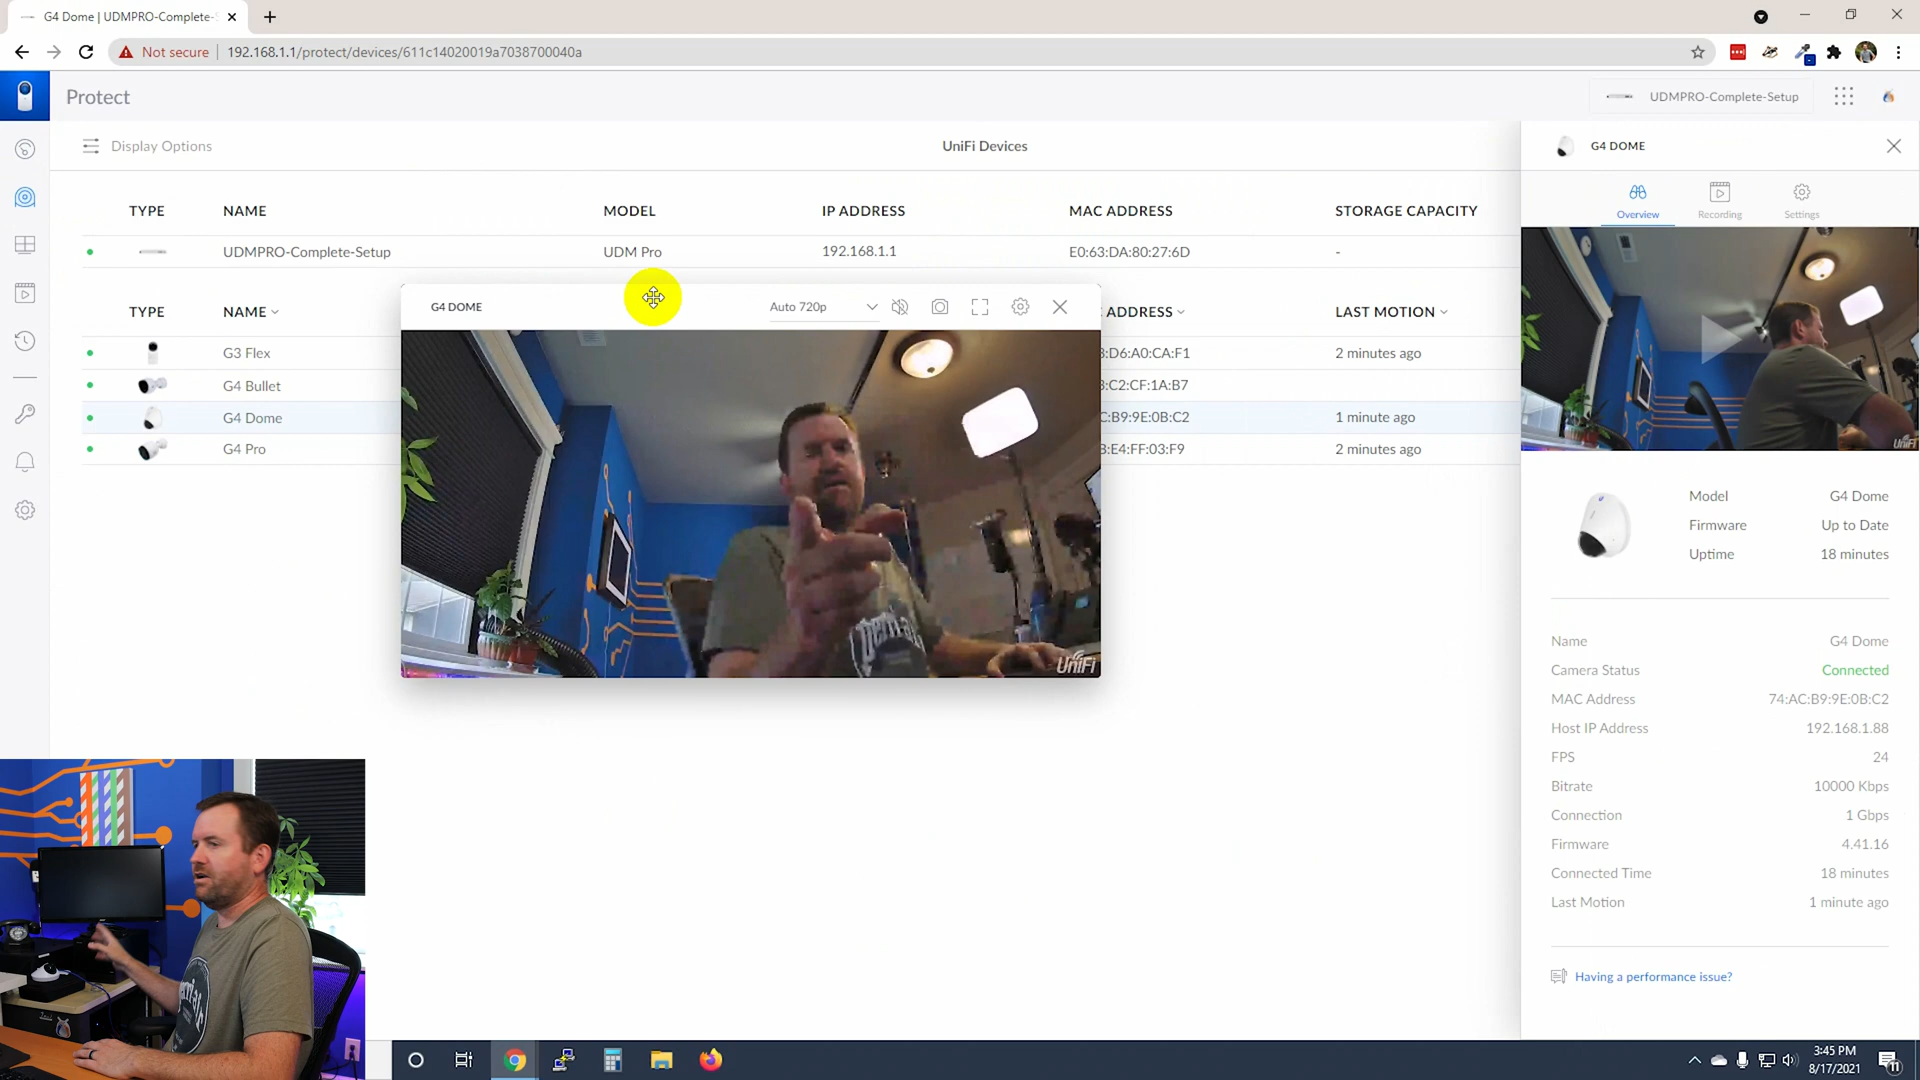 G4 Dome | UDMPRO-Complete-
Not secure
192.168.1.1/protect/devices/611c14020019a7038700040a
Protect
UDMPRO-Complete-Setup
Display Options
UniFi Devices
G4 DOME
Overview
Recording
Settings
TYPE NAME MODEL IP ADDRESS MAC ADDRESS STORAGE CAPACITY
UDMPRO-Complete-Setup UDM Pro 192.168.1.1 E0:63:DA:80:27:6D -
TYPE NAME ADDRESS LAST MOTION
G4 DOME Auto 720p
G3 Flex :D6:A0:CA:F1 2 minutes ago
G4 Bullet :C2:CF:1A:B7
G4 Dome C:B9:9E:0B:C2 1 minute ago
G4 Pro :E4:FF:03:F9 2 minutes ago
UniFi
UniFi
Model G4 Dome
Firmware Up to Date
Uptime 18 minutes
Name G4 Dome
Camera Status Connected
MAC Address 74:AC:B9:9E:0B:C2
Host IP Address 192.168.1.88
FPS 24
Bitrate 10000 Kbps
Connection 1 Gbps
Firmware 4.41.16
Connected Time 18 minutes
Last Motion 1 minute ago
Having a performance issue?
3:45 PM
8/17/2021
11